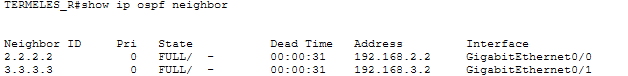 TERMELES_R#show ip ospf neighbor
Neighbor ID     Pri   State           Dead Time   Address         Interface
2.2.2.2           0   FULL/  -        00:00:31    192.168.2.2     GigabitEthernet0/0
3.3.3.3           0   FULL/  -        00:00:31    192.168.3.2     GigabitEthernet0/1